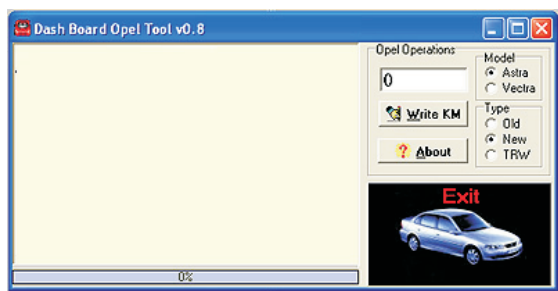 Dash Board Opel Tool v0.8
Opel Operations
0
Write KM
About
Model
Astra
Vectra
Type
Old
New
TRW
Exit
0%